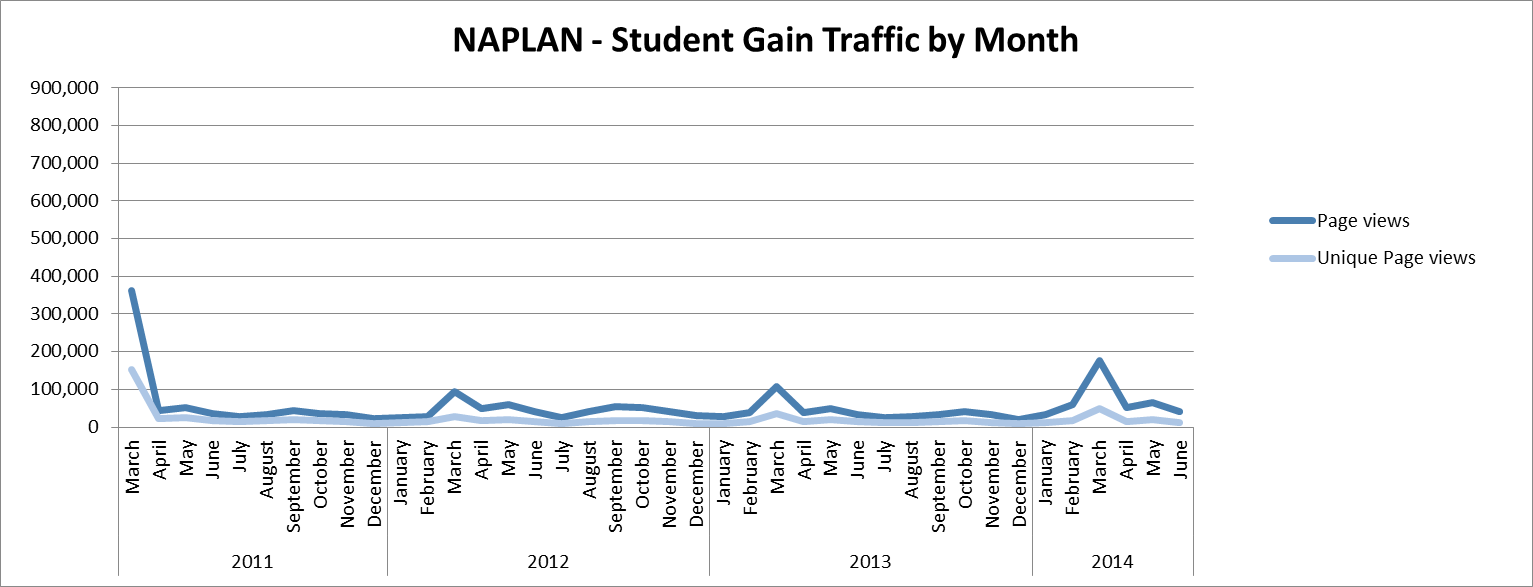 NAPLAN - Student Gain Traffic by Month
900,000
800,000
700,000
600,000
500,000
400,000
300,000
200,000
100,000
0
Page views
Unique Page views
March
April
May
June
July
August
September
October
November
December
January
February
March
April
May
June
July
August
September
October
November
December
January
February
March
April
May
June
July
August
September
October
November
December
January
February
March
April
May
June
2011
2012
2013
2014